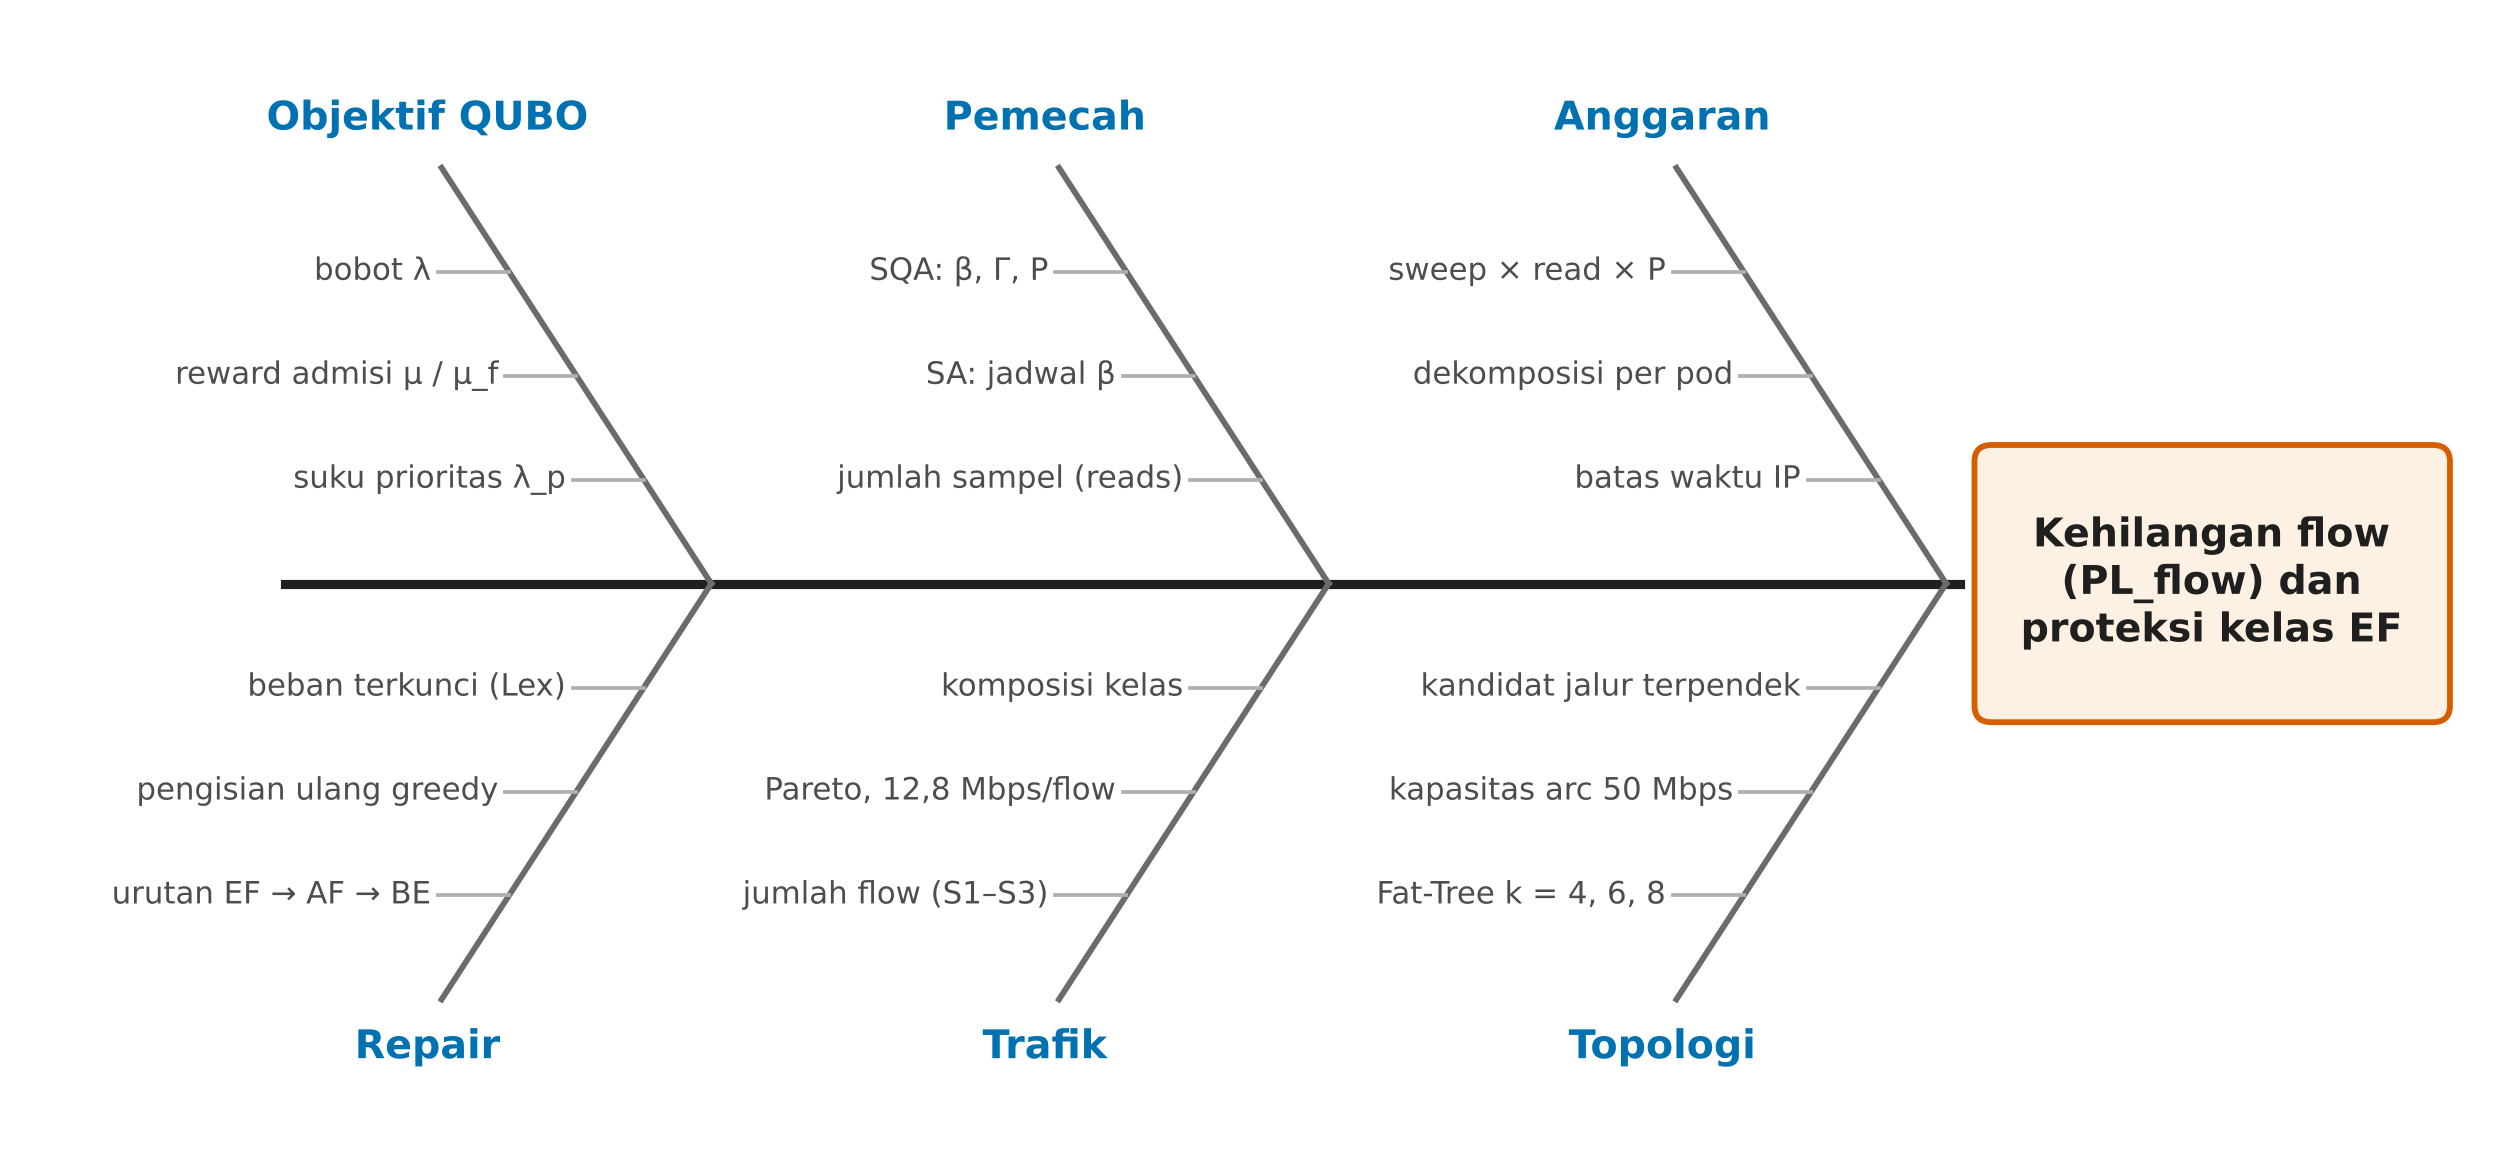 Objektif QUBO
Pemecah
Anggaran
bobot λ
SQA: β, Γ, P
sweep × read × P
reward admisi μ / μ_f
SA: jadwal β
dekomposisi per pod
suku prioritas λ_p
jumlah sampel (reads)
batas waktu IP
Kehilangan flow
(PL_flow) dan
proteksi kelas EF
beban terkunci (Lex)
komposisi kelas
kandidat jalur terpendek
pengisian ulang greedy
Pareto, 12,8 Mbps/flow
kapasitas arc 50 Mbps
urutan EF → AF → BE
jumlah flow (S1–S3)
Fat-Tree k = 4, 6, 8
Repair
Trafik
Topologi